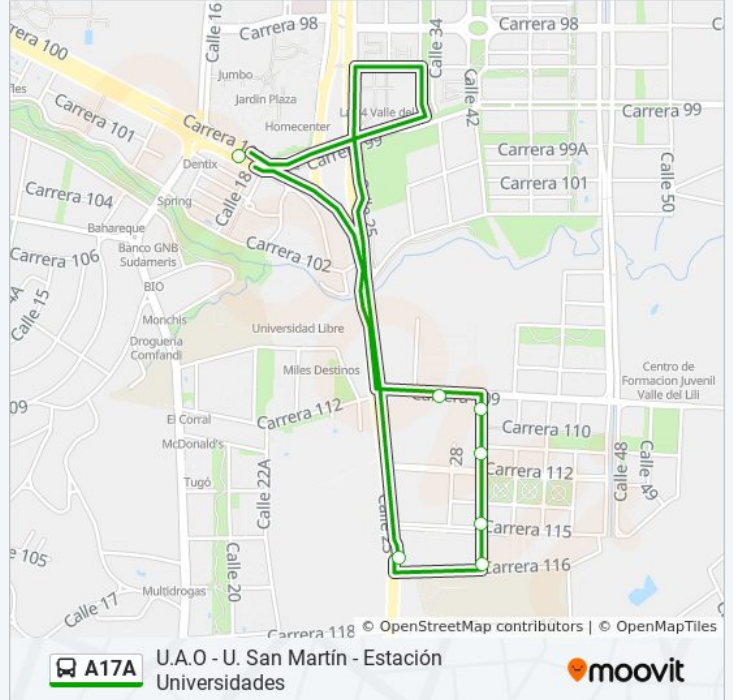 Calle 16
Carrera 98
Calle 34
Carrera 98
rera 100
Jumbo
Calle 42
Jardin Plaza
Carrera 101
Carrera 99
Homecenter
Carrera 99
Carrera 99A
Dentix
Carrera 101
Calle 50
Carrera 104
Spring
Calle 18
Bahareque
Banco GNB
Sudameris
Carrera 102
Carrera 106
BIO
Calle 15
Monchis
Universidad Libre
Droguería
Comfandi
Miles Destinos
Centro de
Formacion Juvenil
Valle del Lili
09
Carrera 112
El Corral
Carrera 110
McDonald's
28
Calle 48
Calle 49
Carrera 112
Tugó
Calle 22A
Calle 25
Carrera 115
e 105
Calle 20
Carrera 116
Multidrogas
Calle 17
Carrera 118
© OpenStreetMap contributors | © OpenMapTiles
A17A
U.A.O - U. San Martín - Estación
Universidades
moovit